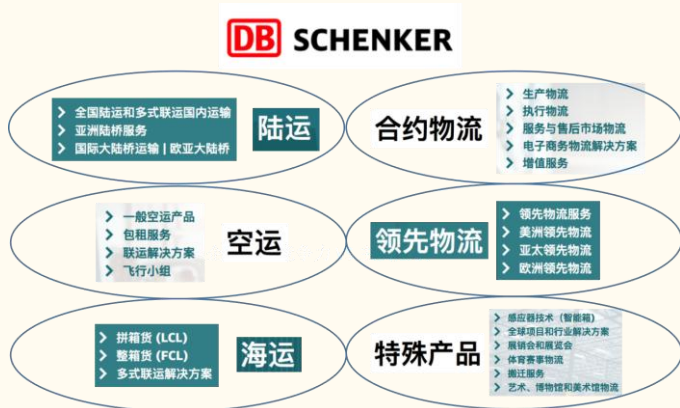 DB SCHENKER
全国陆运和多式联运国内运输
亚洲陆桥服务
国际大陆桥运输 | 欧亚大陆桥
陆运
合约物流
生产物流
执行物流
服务与售后市场物流
电子商务物流解决方案
增值服务
一般空运产品
包租服务
联运解决方案
飞行小组
空运
领先物流
领先物流服务
美洲领先物流
亚太领先物流
欧洲领先物流
拼箱货 (LCL)
整箱货 (FCL)
多式联运解决方案
海运
特殊产品
感应器技术（智能箱）
全球项目和行业解决方案
展销会和展览会
体育赛事物流
搬迁服务
艺术、博物馆和美术馆物流